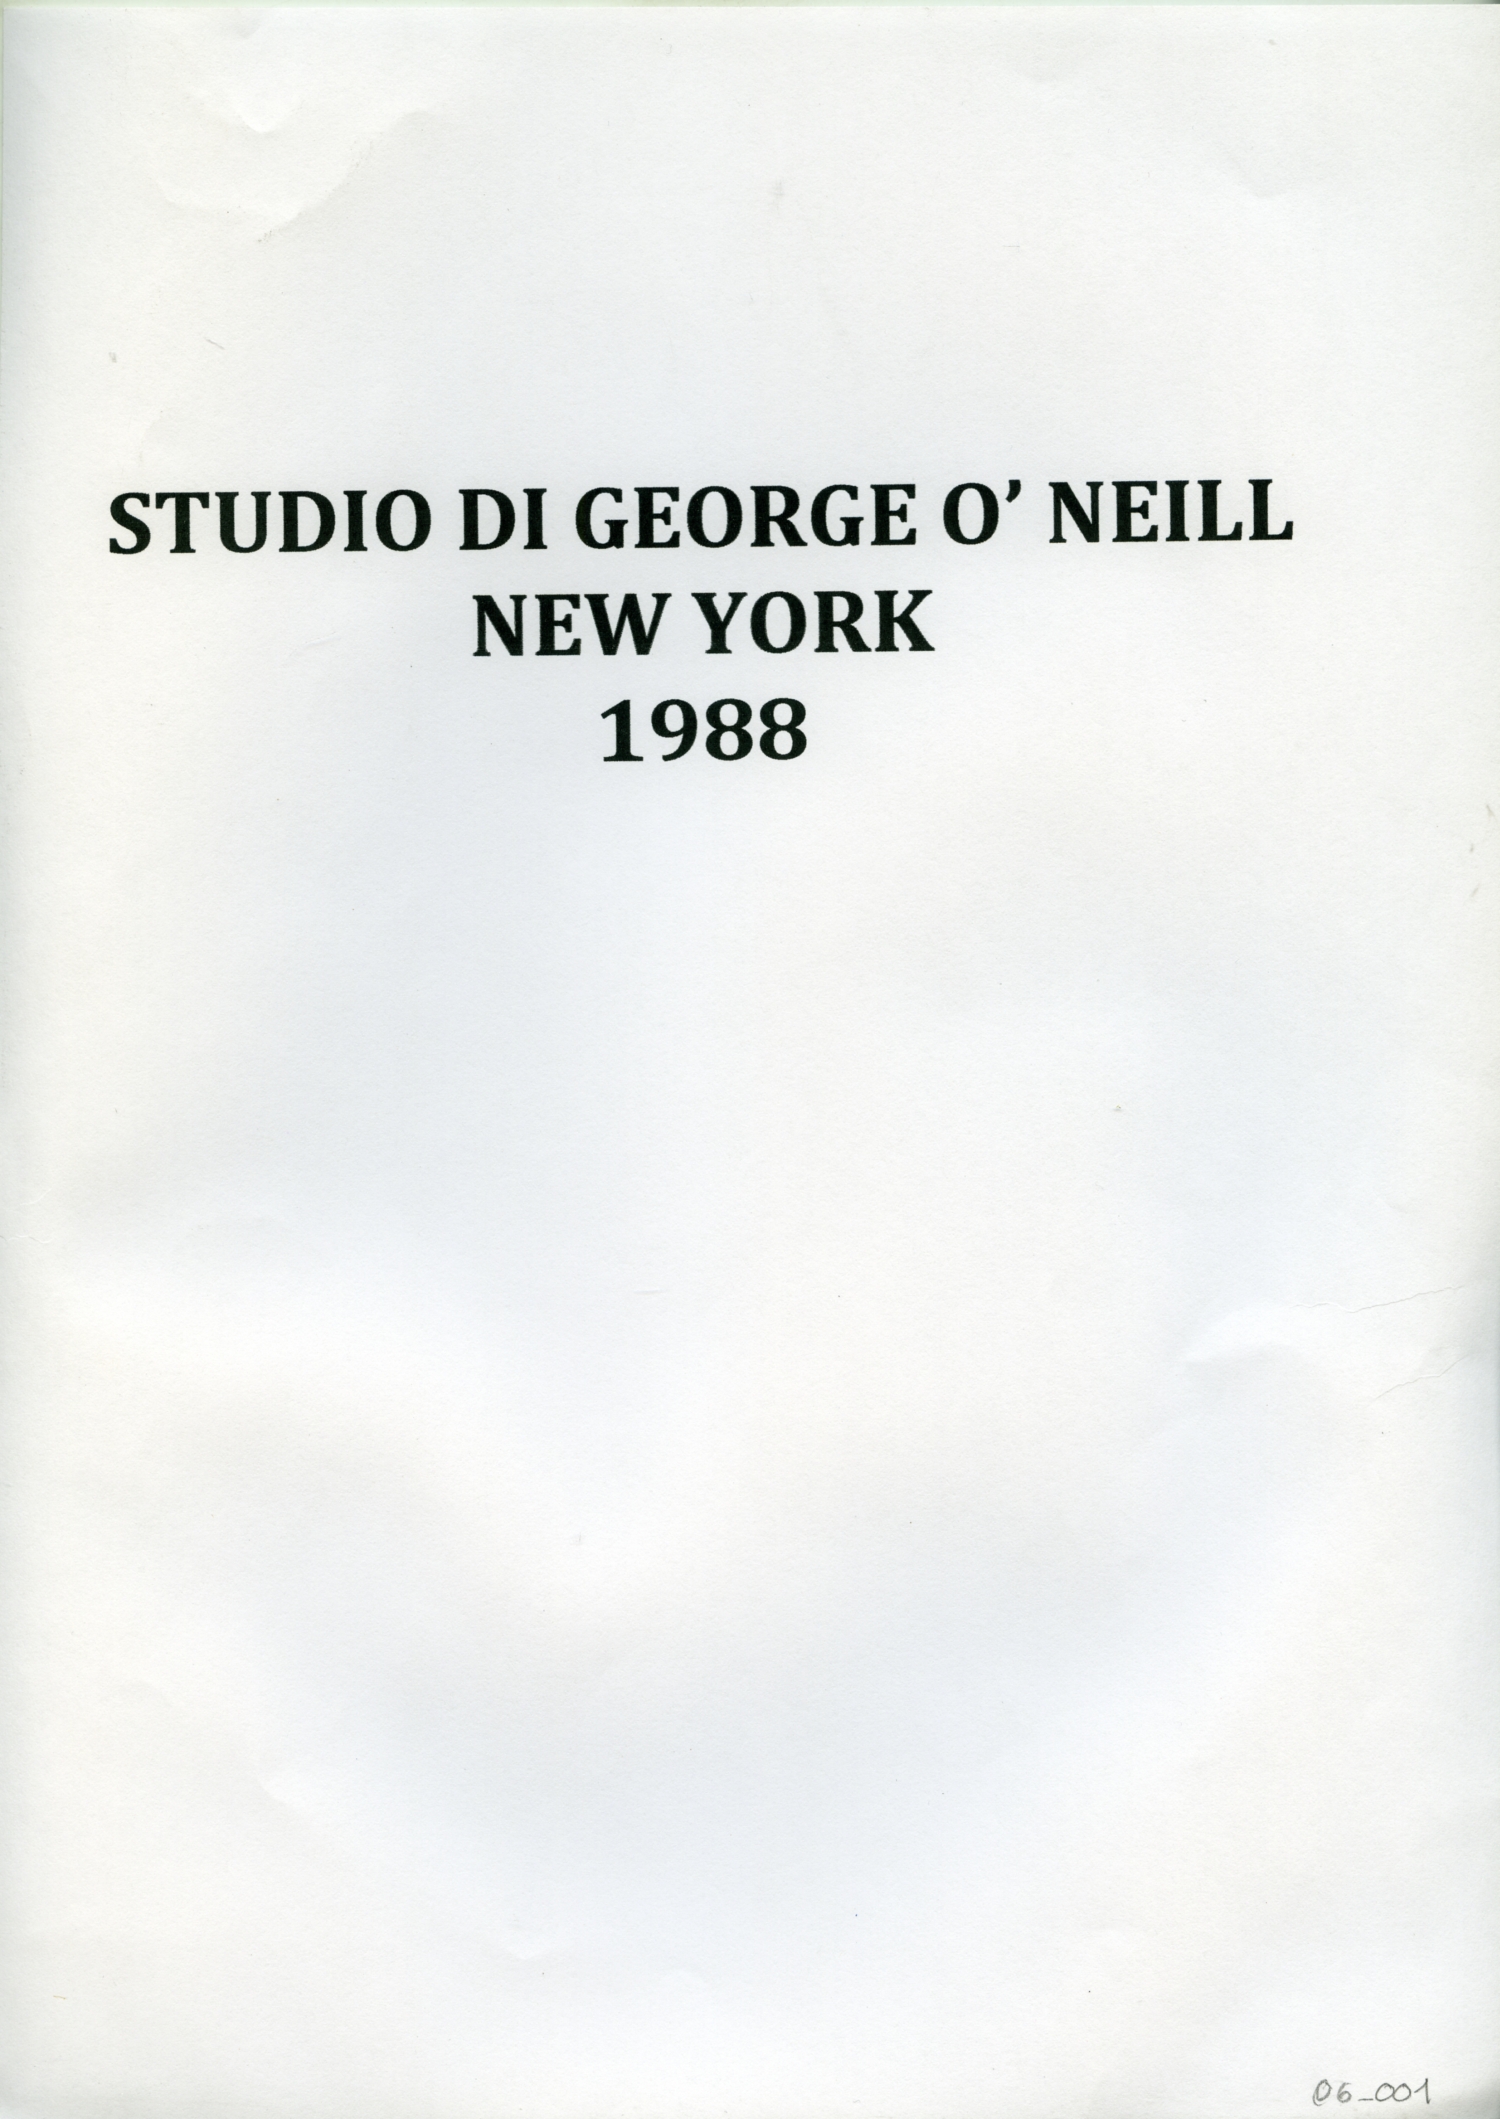 STUDIO DI GEORGE O’ NEILL
NEW YORK
1988
06_001